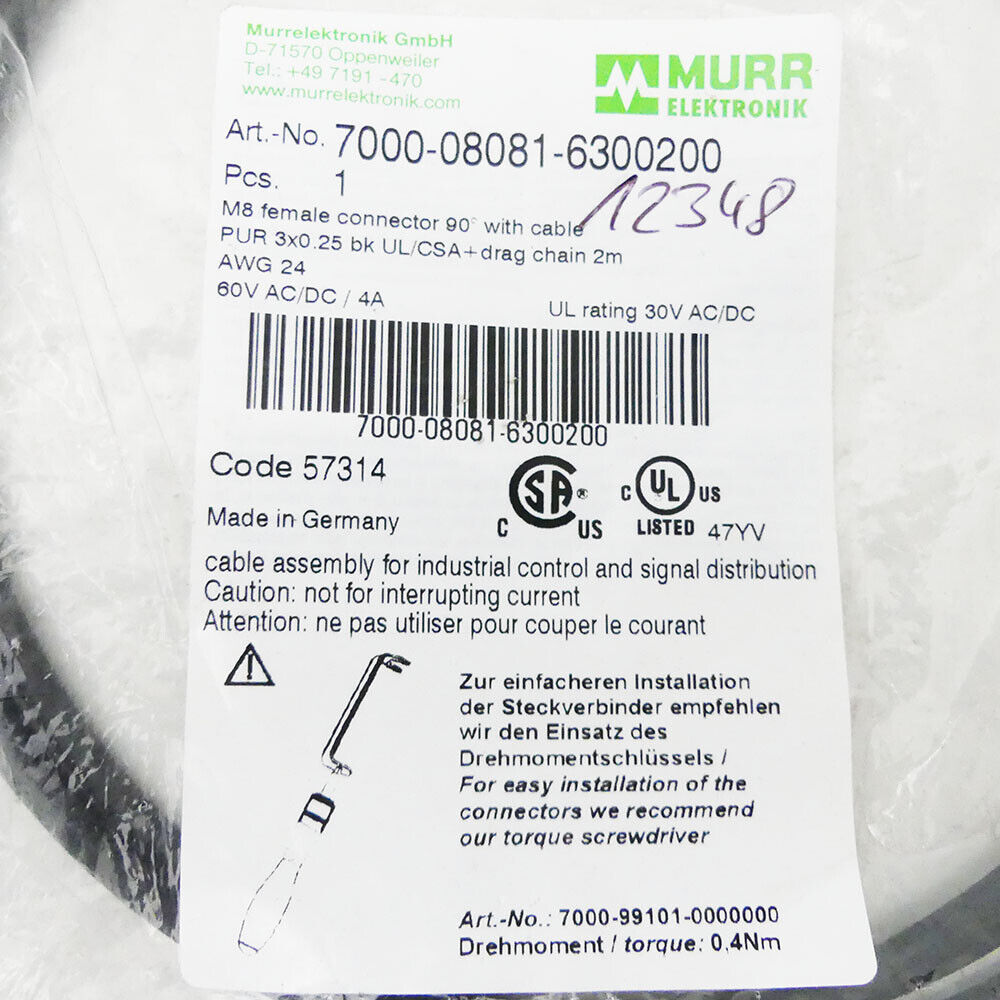 Murrelektronik GmbH
D-71570 Oppenweiler
Tel.: +49 7191 -470
www.murrelektronik.com
MURR
ELEKTRONIK
Art.-No. 7000-08081-6300200
Pcs. 1
12348
M8 female connector 90° with cable
PUR 3x0.25 bk UL/CSA+drag chain 2m
AWG 24
60V AC/DC / 4A
UL rating 30V AC/DC
7000-08081-6300200
Code 57314
C SA® US
C UL US
LISTED 47YV
Made in Germany
cable assembly for industrial control and signal distribution
Caution: not for interrupting current
Attention: ne pas utiliser pour couper le courant
Zur einfacheren Installation
der Steckverbinder empfehlen
wir den Einsatz des
Drehmomentschlüssels /
For easy installation of the
connectors we recommend
our torque screwdriver
Art.-No.: 7000-99101-0000000
Drehmoment / torque: 0,4Nm